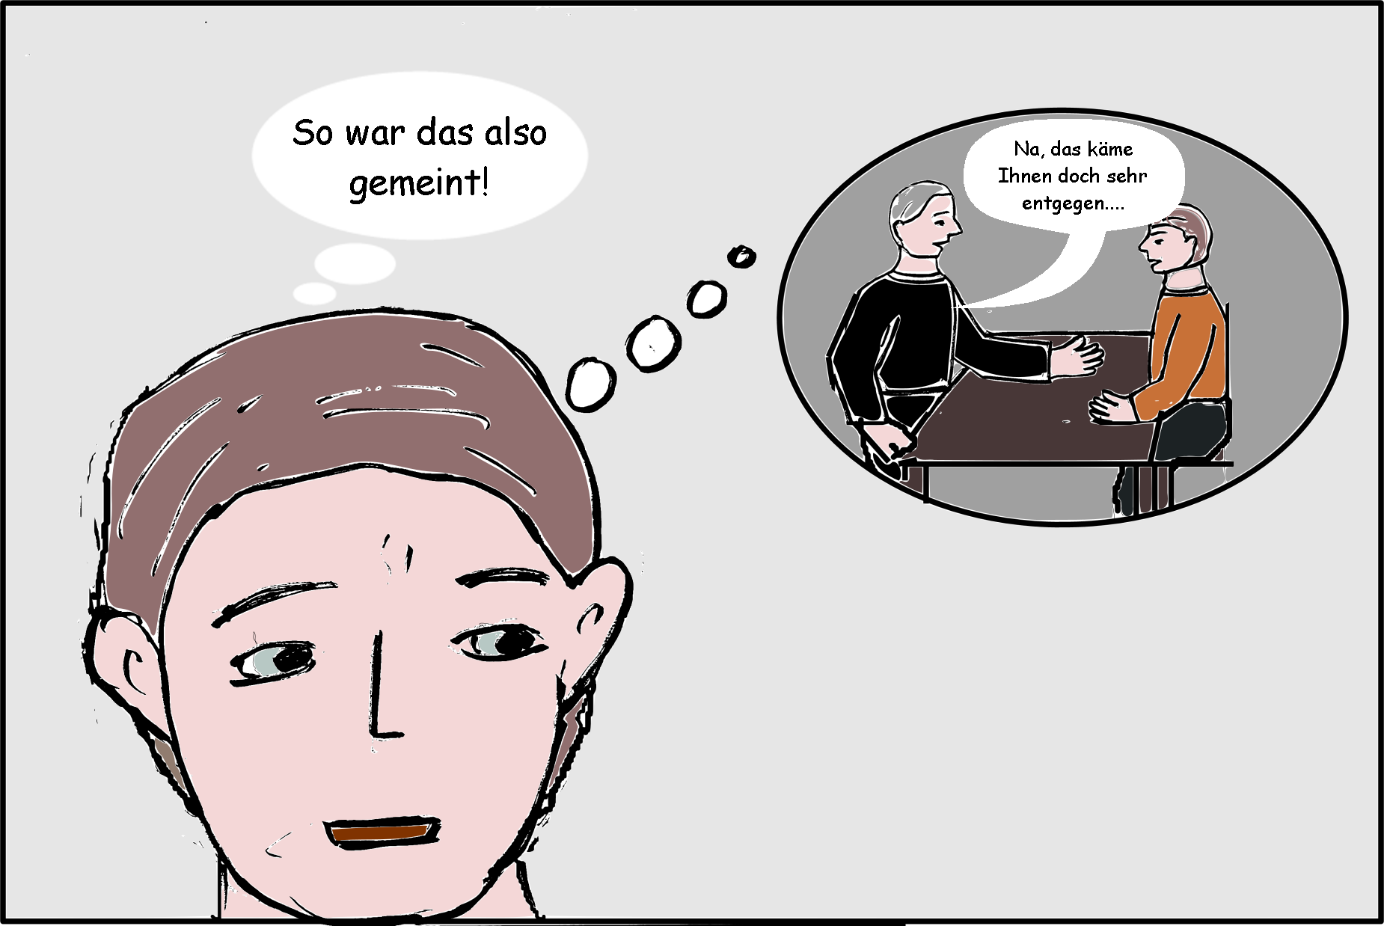 So war das also
gemeint!
Na, das käme
Ihnen doch sehr
entgegen....